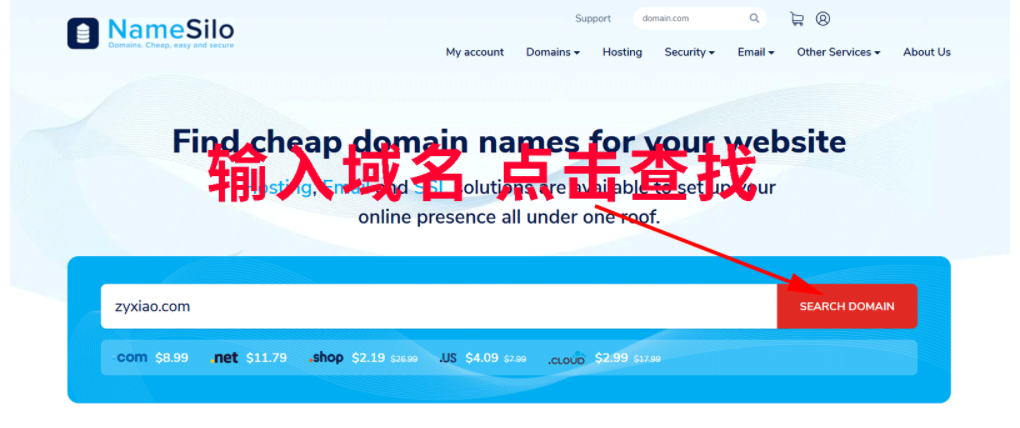 NameSilo
Domains. Cheap, easy and secure
Support
domain.com
My account Domains Hosting Security Email Other Services About Us
Find cheap domain names for your website
输入域名 点击查找
Hosting, Email and SSL solutions are available to set up your
online presence all under one roof.
zyxiao.com
SEARCH DOMAIN
.com $8.99 .net $11.79 .shop $2.19 $26.99 .US $4.09 $7.99 .CLOUD $2.99 $17.99